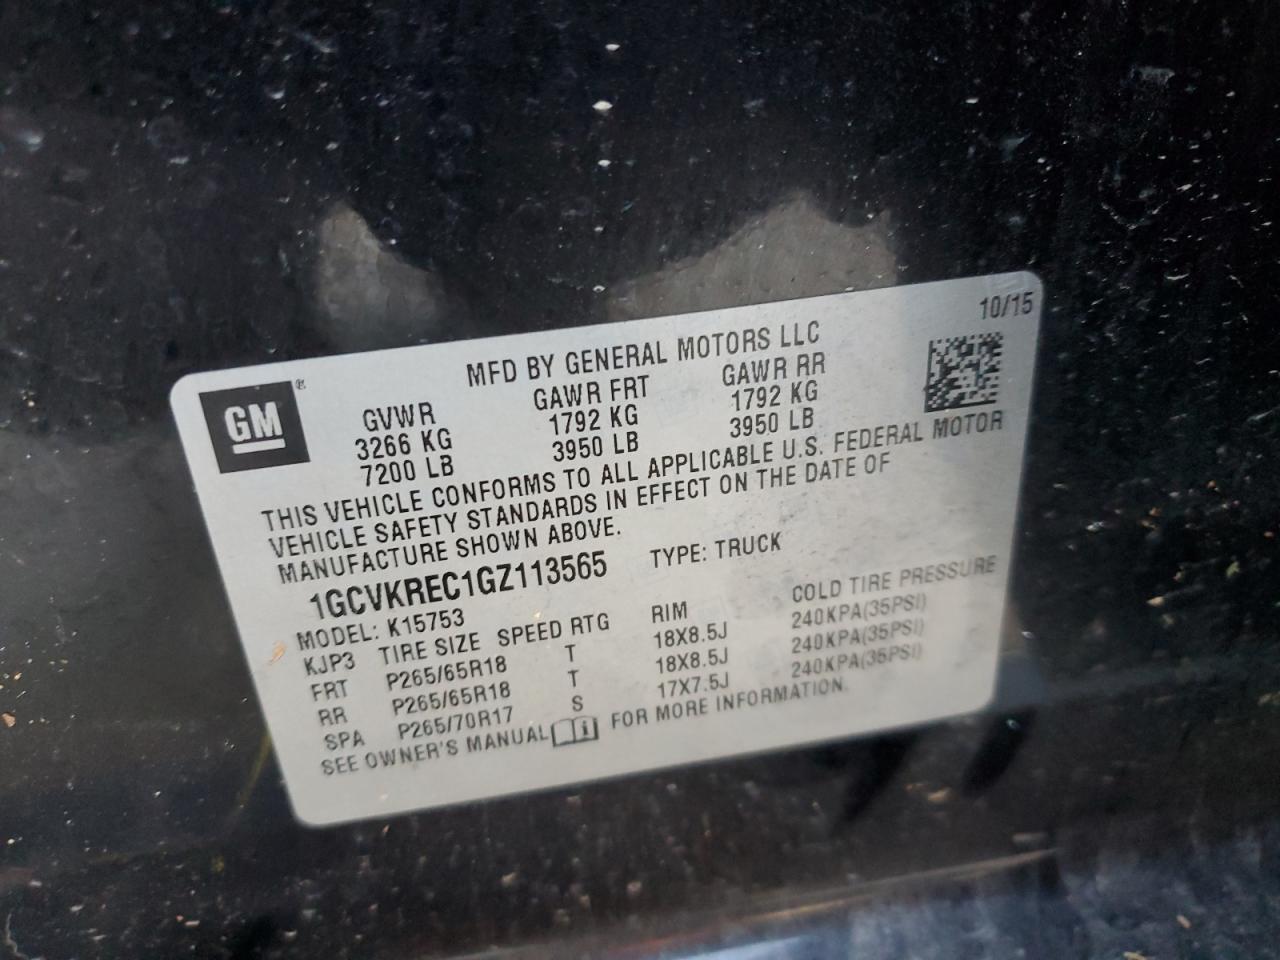 10/15
MFD BY GENERAL MOTORS LLC
GM ®
GVWR GAWR FRT GAWR RR
3266 KG 1792 KG 1792 KG
7200 LB 3950 LB 3950 LB
THIS VEHICLE CONFORMS TO ALL APPLICABLE U.S. FEDERAL MOTOR
VEHICLE SAFETY STANDARDS IN EFFECT ON THE DATE OF
MANUFACTURE SHOWN ABOVE.
1GCVKREC1GZ113565 TYPE: TRUCK
MODEL: K15753
KJP3 TIRE SIZE SPEED RTG RIM COLD TIRE PRESSURE
FRT P265/65R18 T 18X8.5J 240KPA(35PSI)
RR P265/65R18 T 18X8.5J 240KPA(35PSI)
SPA P265/70R17 S 17X7.5J 240KPA(35PSI)
SEE OWNER'S MANUAL i FOR MORE INFORMATION.